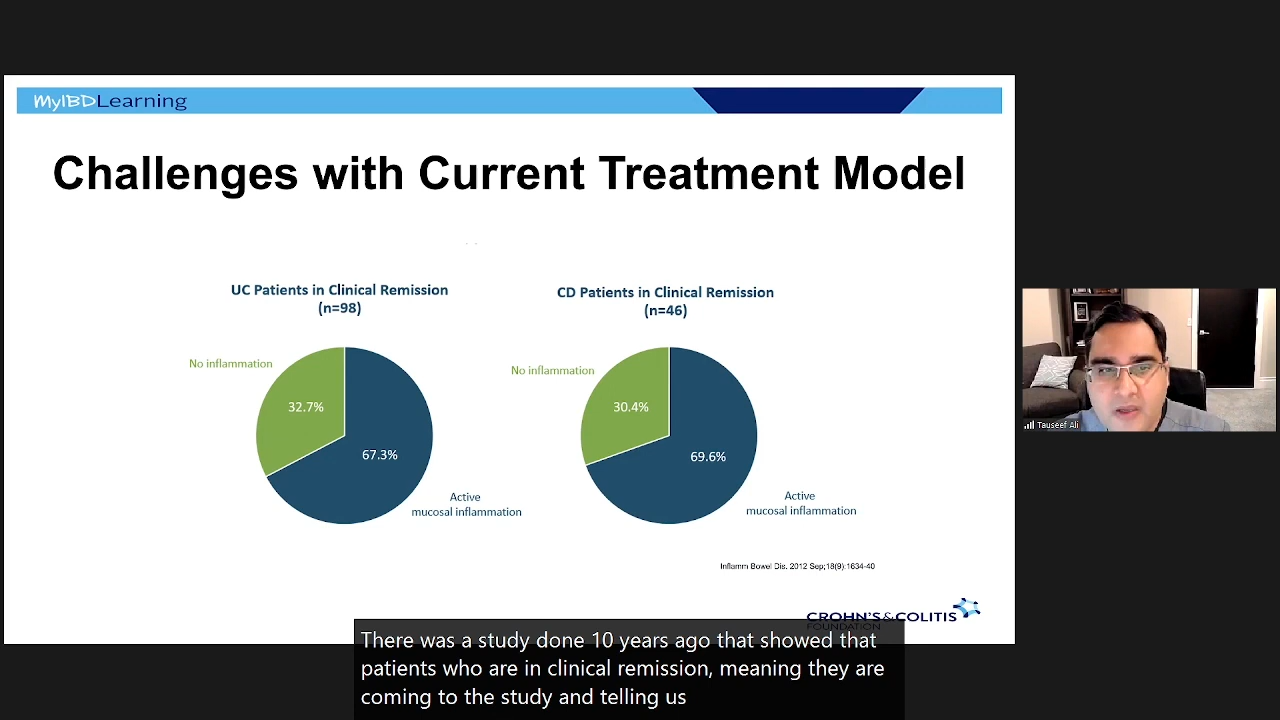 MyIBDLearning
Challenges with Current Treatment Model
UC Patients in Clinical Remission
(n=98)
No inflammation
32.7%
67.3%
Active
mucosal inflammation
CD Patients in Clinical Remission
(n=46)
No inflammation
30.4%
69.6%
Active
mucosal inflammation
Inflamm Bowel Dis. 2012 Sep;18(9):1634-40
CROHN'S & COLITIS
FOUNDATION
Tauseef Ali
There was a study done 10 years ago that showed that
patients who are in clinical remission, meaning they are
coming to the study and telling us